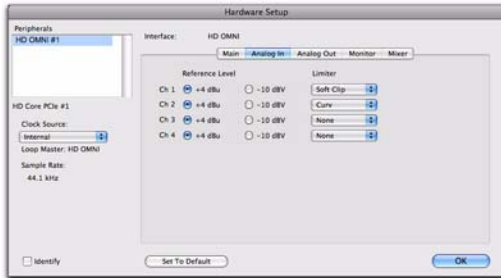 Hardware Setup
Peripherals
HD OMNI #1
HD Core PCIe #1
Clock Source:
Internal
Loop Master: HD OMNI
Sample Rate:
44.1 kHz
Identify
Interface: HD OMNI
Main Analog In Analog Out Monitor Mixer
Reference Level Limiter
Ch 1 +4 dBu -10 dBV Soft Clip
Ch 2 +4 dBu -10 dBV Curv
Ch 3 +4 dBu -10 dBV None
Ch 4 +4 dBu -10 dBV None
Set To Default OK